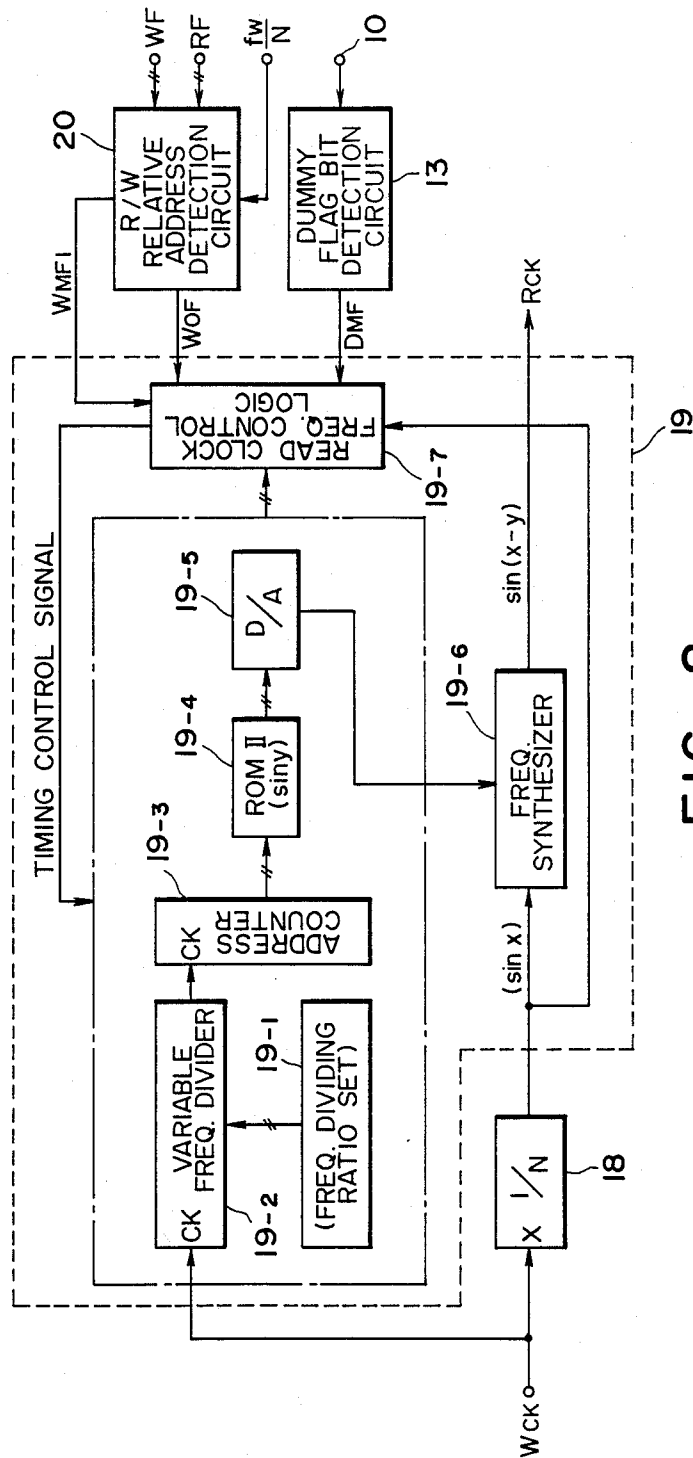 TIMING CONTROL SIGNAL
WMFI
20
R/W
RELATIVE
ADDRESS
DETECTION
CIRCUIT
WF
RF
fw
N
WOF
10
DUMMY
FLAG BIT
DETECTION
CIRCUIT
13
DMF
READ CLOCK
FREQ. CONTROL
LOGIC
19-7
19-5
D/A
19-4
ROM II
(siny)
19-3
CK
ADDRESS
COUNTER
CK
VARIABLE
FREQ. DIVIDER
19-2
19-1
(FREQ. DIVIDING
RATIO SET)
19-6
FREQ.
SYNTHESIZER
(sin x)
sin(x-y)
RCK
19
WCK
X 1/N
18
FIG.